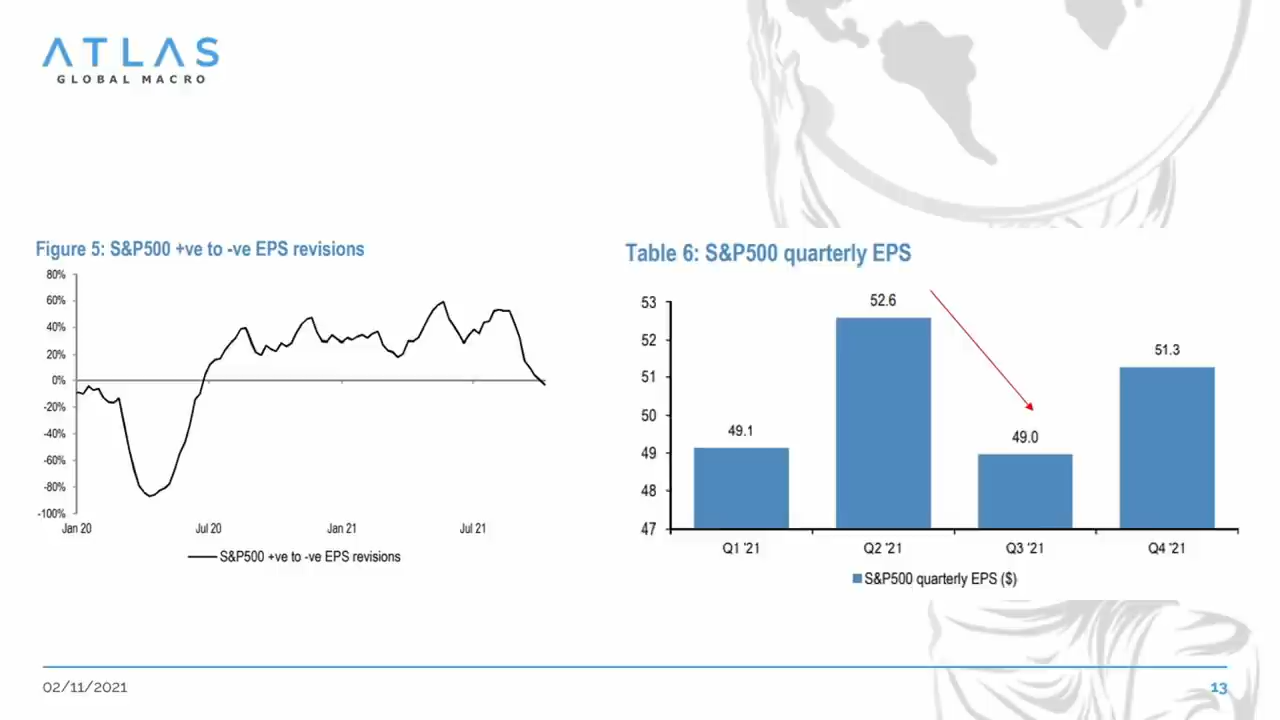 ATLAS
GLOBAL MACRO
Figure 5: S&P500 +ve to -ve EPS revisions
80%
60%
40%
20%
0%
-20%
-40%
-60%
-80%
-100%
Jan 20 Jul 20 Jan 21 Jul 21
S&P500 +ve to -ve EPS revisions
Table 6: S&P500 quarterly EPS
53
52
51
50
49
48
47
49.1
52.6
49.0
51.3
Q1 '21 Q2 '21 Q3 '21 Q4 '21
S&P500 quarterly EPS ($)
02/11/2021
13